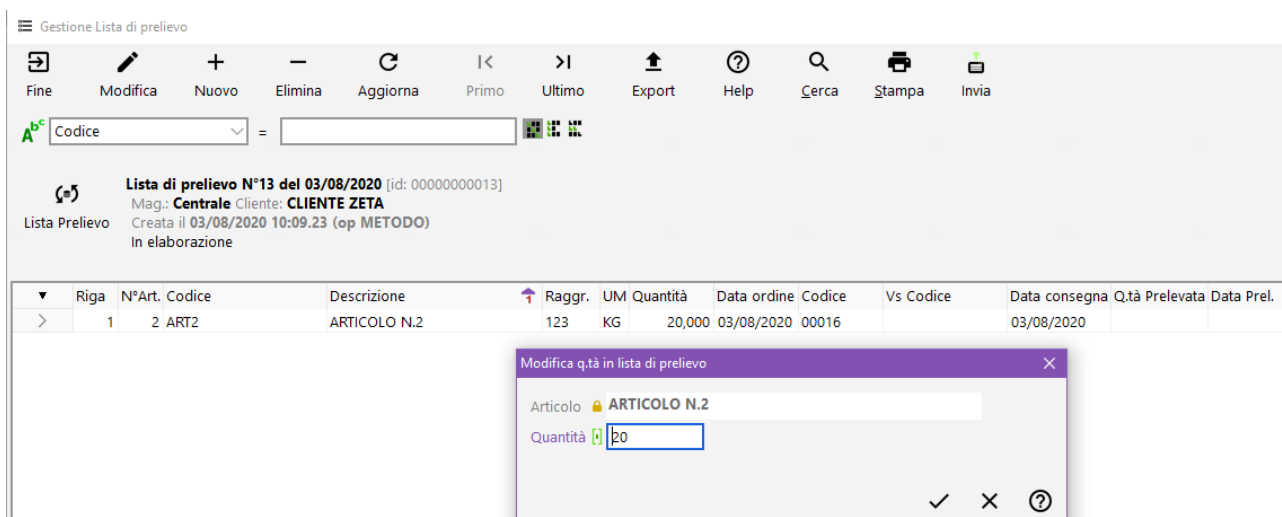 Gestione Lista di prelievo
Fine Modifica Nuovo Elimina Aggiorna Primo Ultimo Export Help Cerca Stampa Invia
Abc Codice =
Lista di prelievo N°13 del 03/08/2020 [id: 00000000013]
Mag.: Centrale Cliente: CLIENTE ZETA
Lista Prelievo Creata il 03/08/2020 10:09.23 (op METODO)
In elaborazione
Riga N°Art. Codice Descrizione 1 Raggr. UM Quantità Data ordine Codice Vs Codice Data consegna Q.tà Prelevata Data Prel.
1 2 ART2 ARTICOLO N.2 123 KG 20,000 03/08/2020 00016 03/08/2020
Modifica q.tà in lista di prelievo
Articolo ARTICOLO N.2
Quantità 20